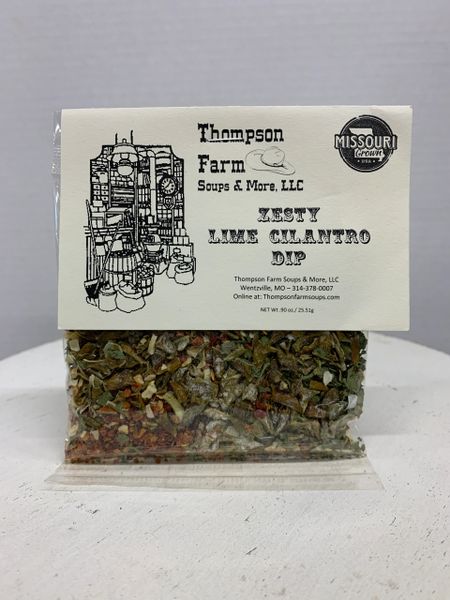 Thompson
Farm
Soups & More, LLC
MISSOURI
Grown
USA
ZESTY
LIME CILANTRO
DIP
Thompson Farm Soups & More, LLC
Wentzville, MO – 314-378-0007
Online at: Thompsonfarmsoups.com
NET Wt .90 oz./ 25.51g